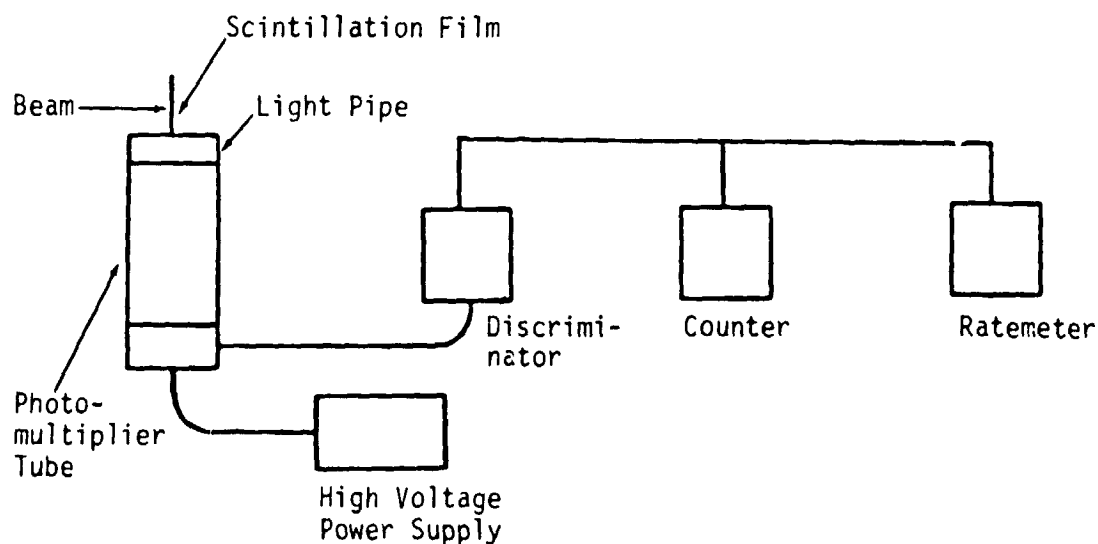 Scintillation Film
Beam
Light Pipe
Discrimi-
nator
Counter
Ratemeter
Photo-
multiplier
Tube
High Voltage
Power Supply